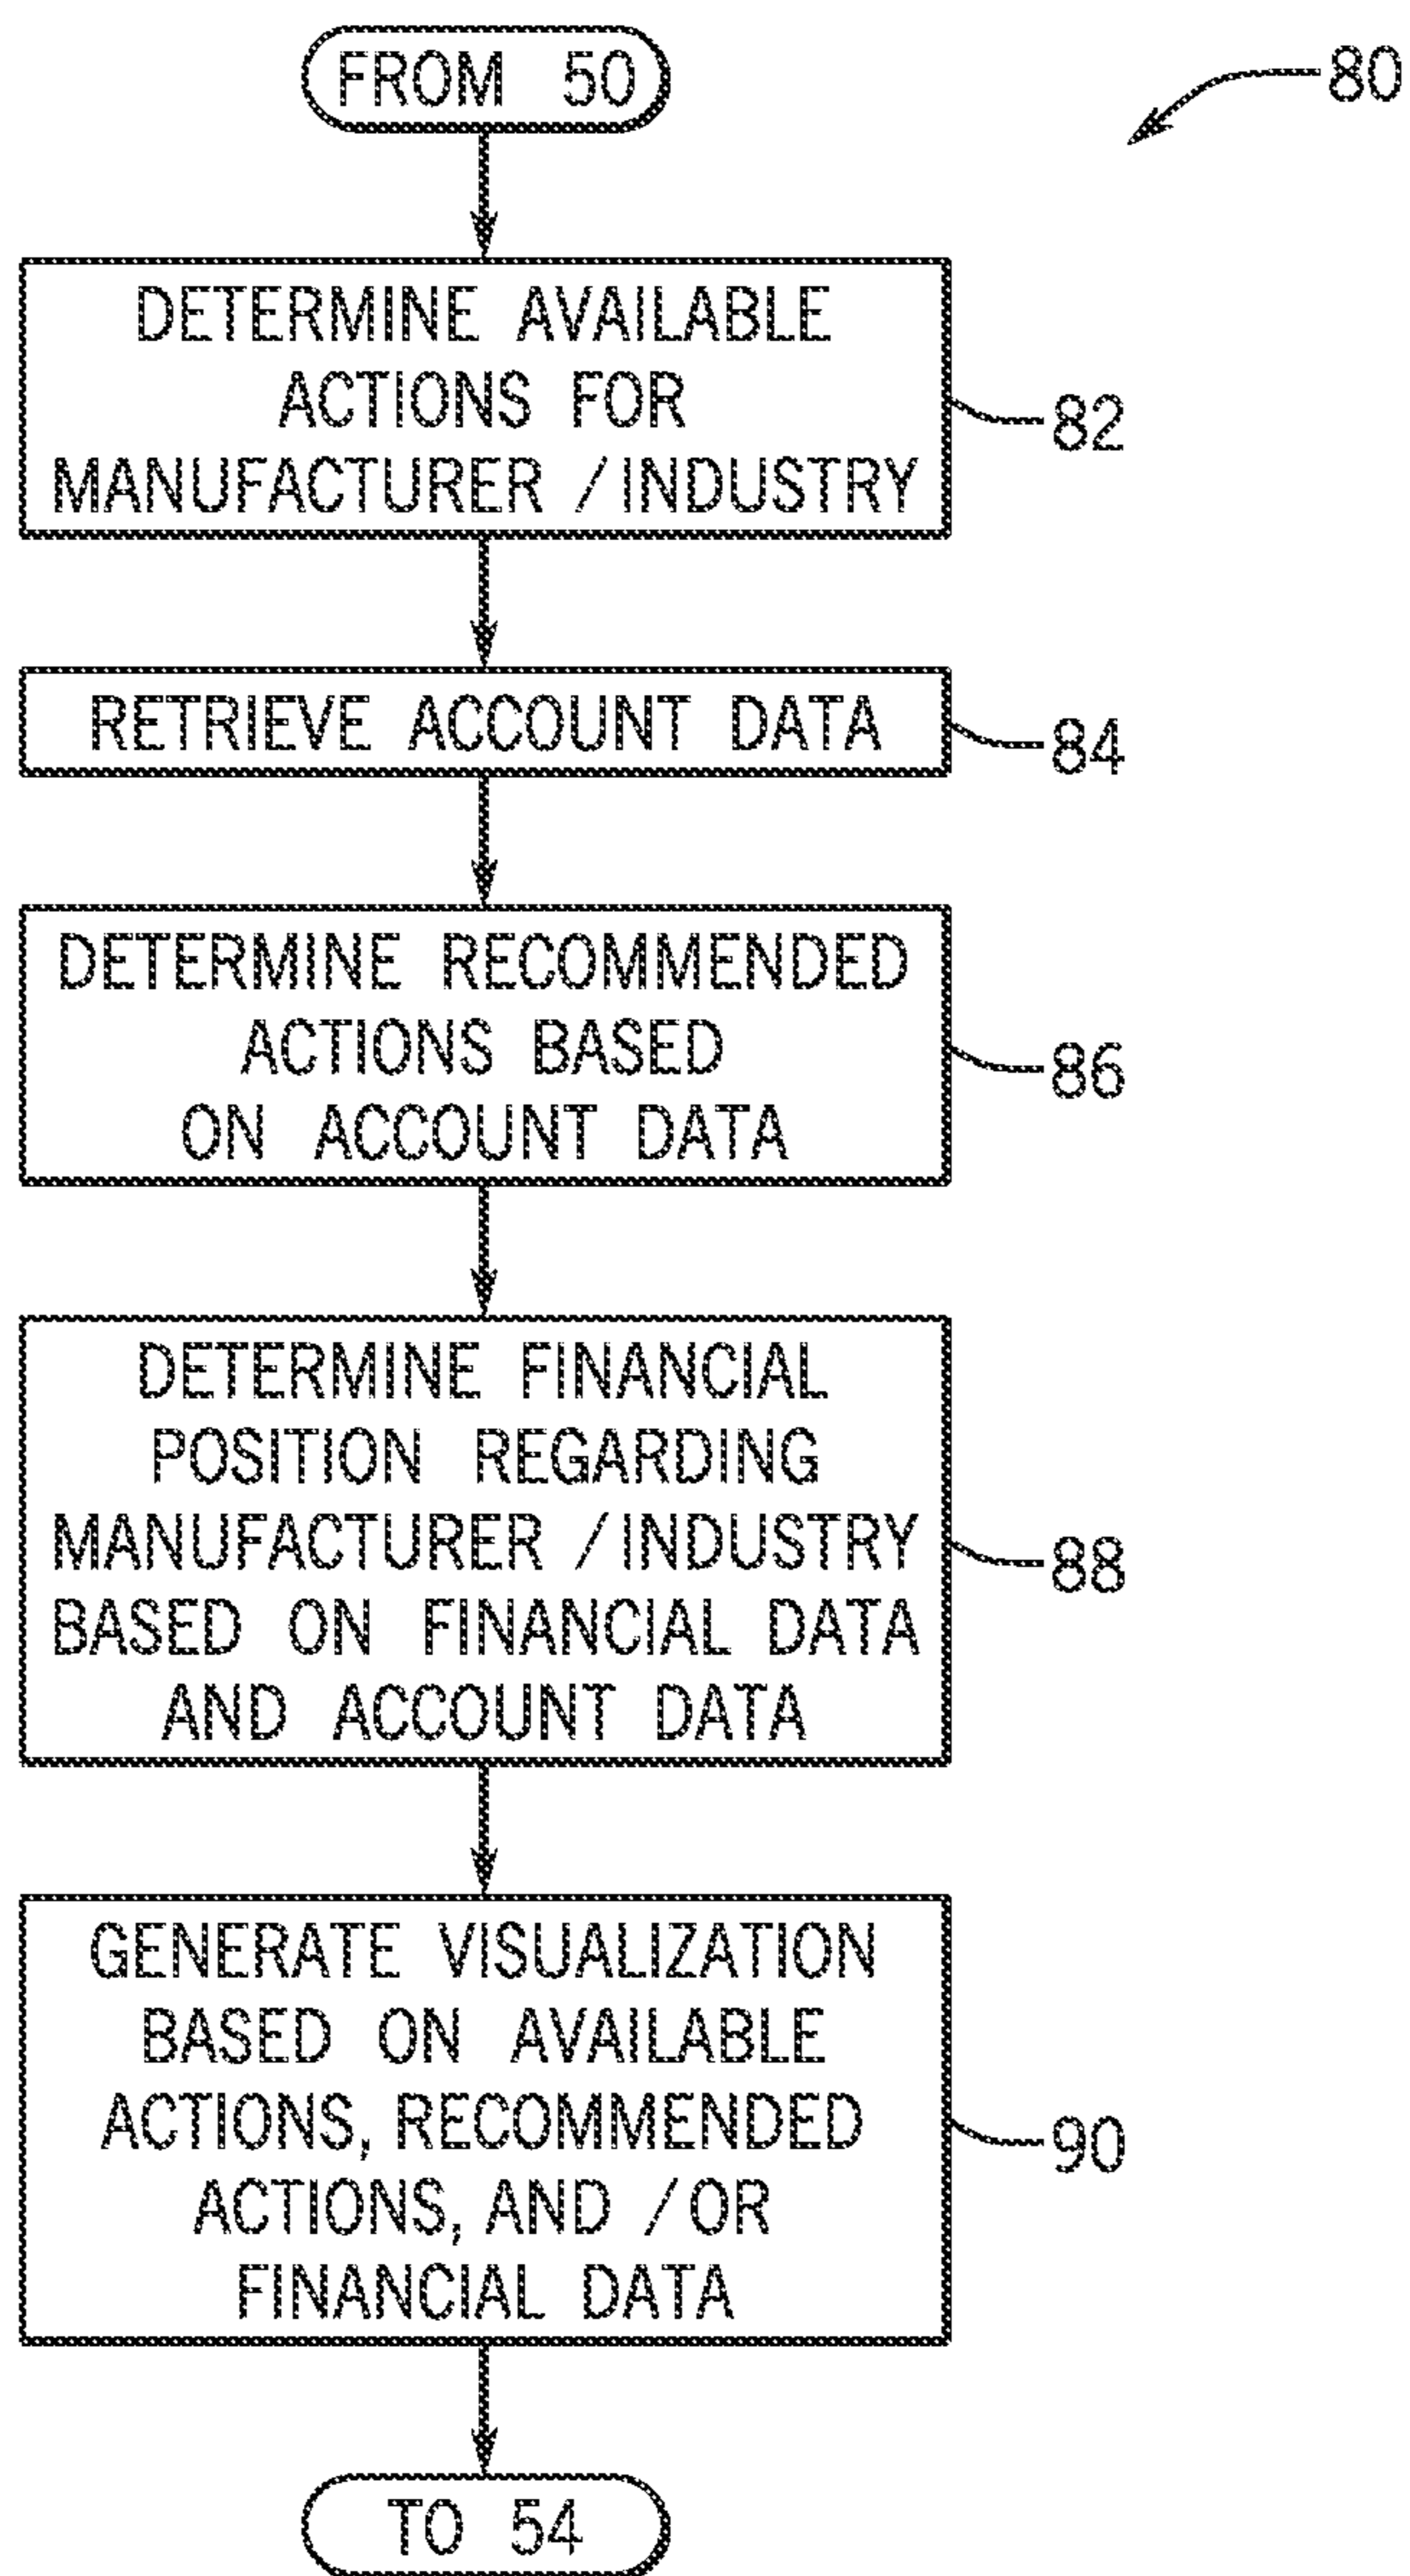 FROM 50
80
DETERMINE AVAILABLE
ACTIONS FOR
MANUFACTURER / INDUSTRY
82
RETRIEVE ACCOUNT DATA
84
DETERMINE RECOMMENDED
ACTIONS BASED
ON ACCOUNT DATA
86
DETERMINE FINANCIAL
POSITION REGARDING
MANUFACTURER / INDUSTRY
BASED ON FINANCIAL DATA
AND ACCOUNT DATA
88
GENERATE VISUALIZATION
BASED ON AVAILABLE
ACTIONS, RECOMMENDED
ACTIONS, AND / OR
FINANCIAL DATA
90
TO 54